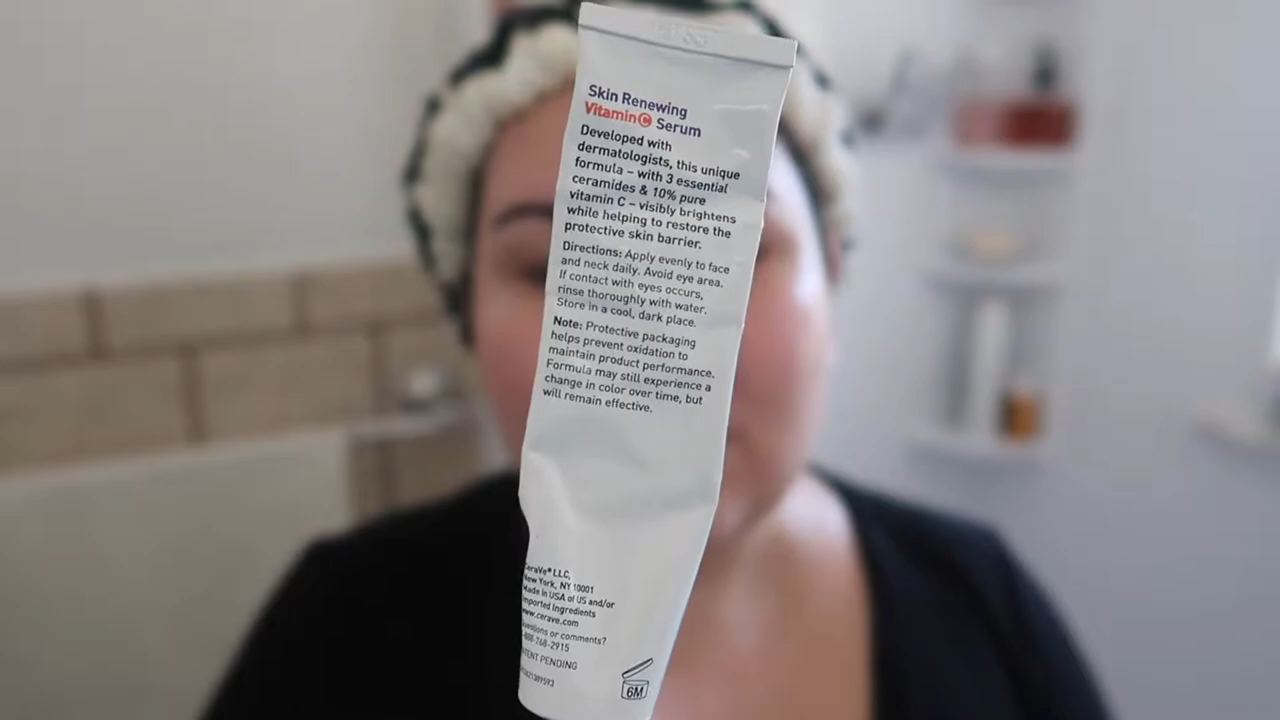 Skin Renewing
Vitamin C Serum
Developed with
dermatologists, this unique
formula – with 3 essential
ceramides & 10% pure
vitamin C – visibly brightens
while helping to restore the
protective skin barrier.
Directions: Apply evenly to face
and neck daily. Avoid eye area.
If contact with eyes occurs,
rinse thoroughly with water.
Store in a cool, dark place.
Note: Protective packaging
helps prevent oxidation to
maintain product performance.
Formula may still experience a
change in color over time, but
will remain effective.
CeraVe® LLC,
New York, NY 10001
Made in USA of US and/or
Imported Ingredients
www.cerave.com
Questions or comments?
-888-768-2915
PATENT PENDING
6M